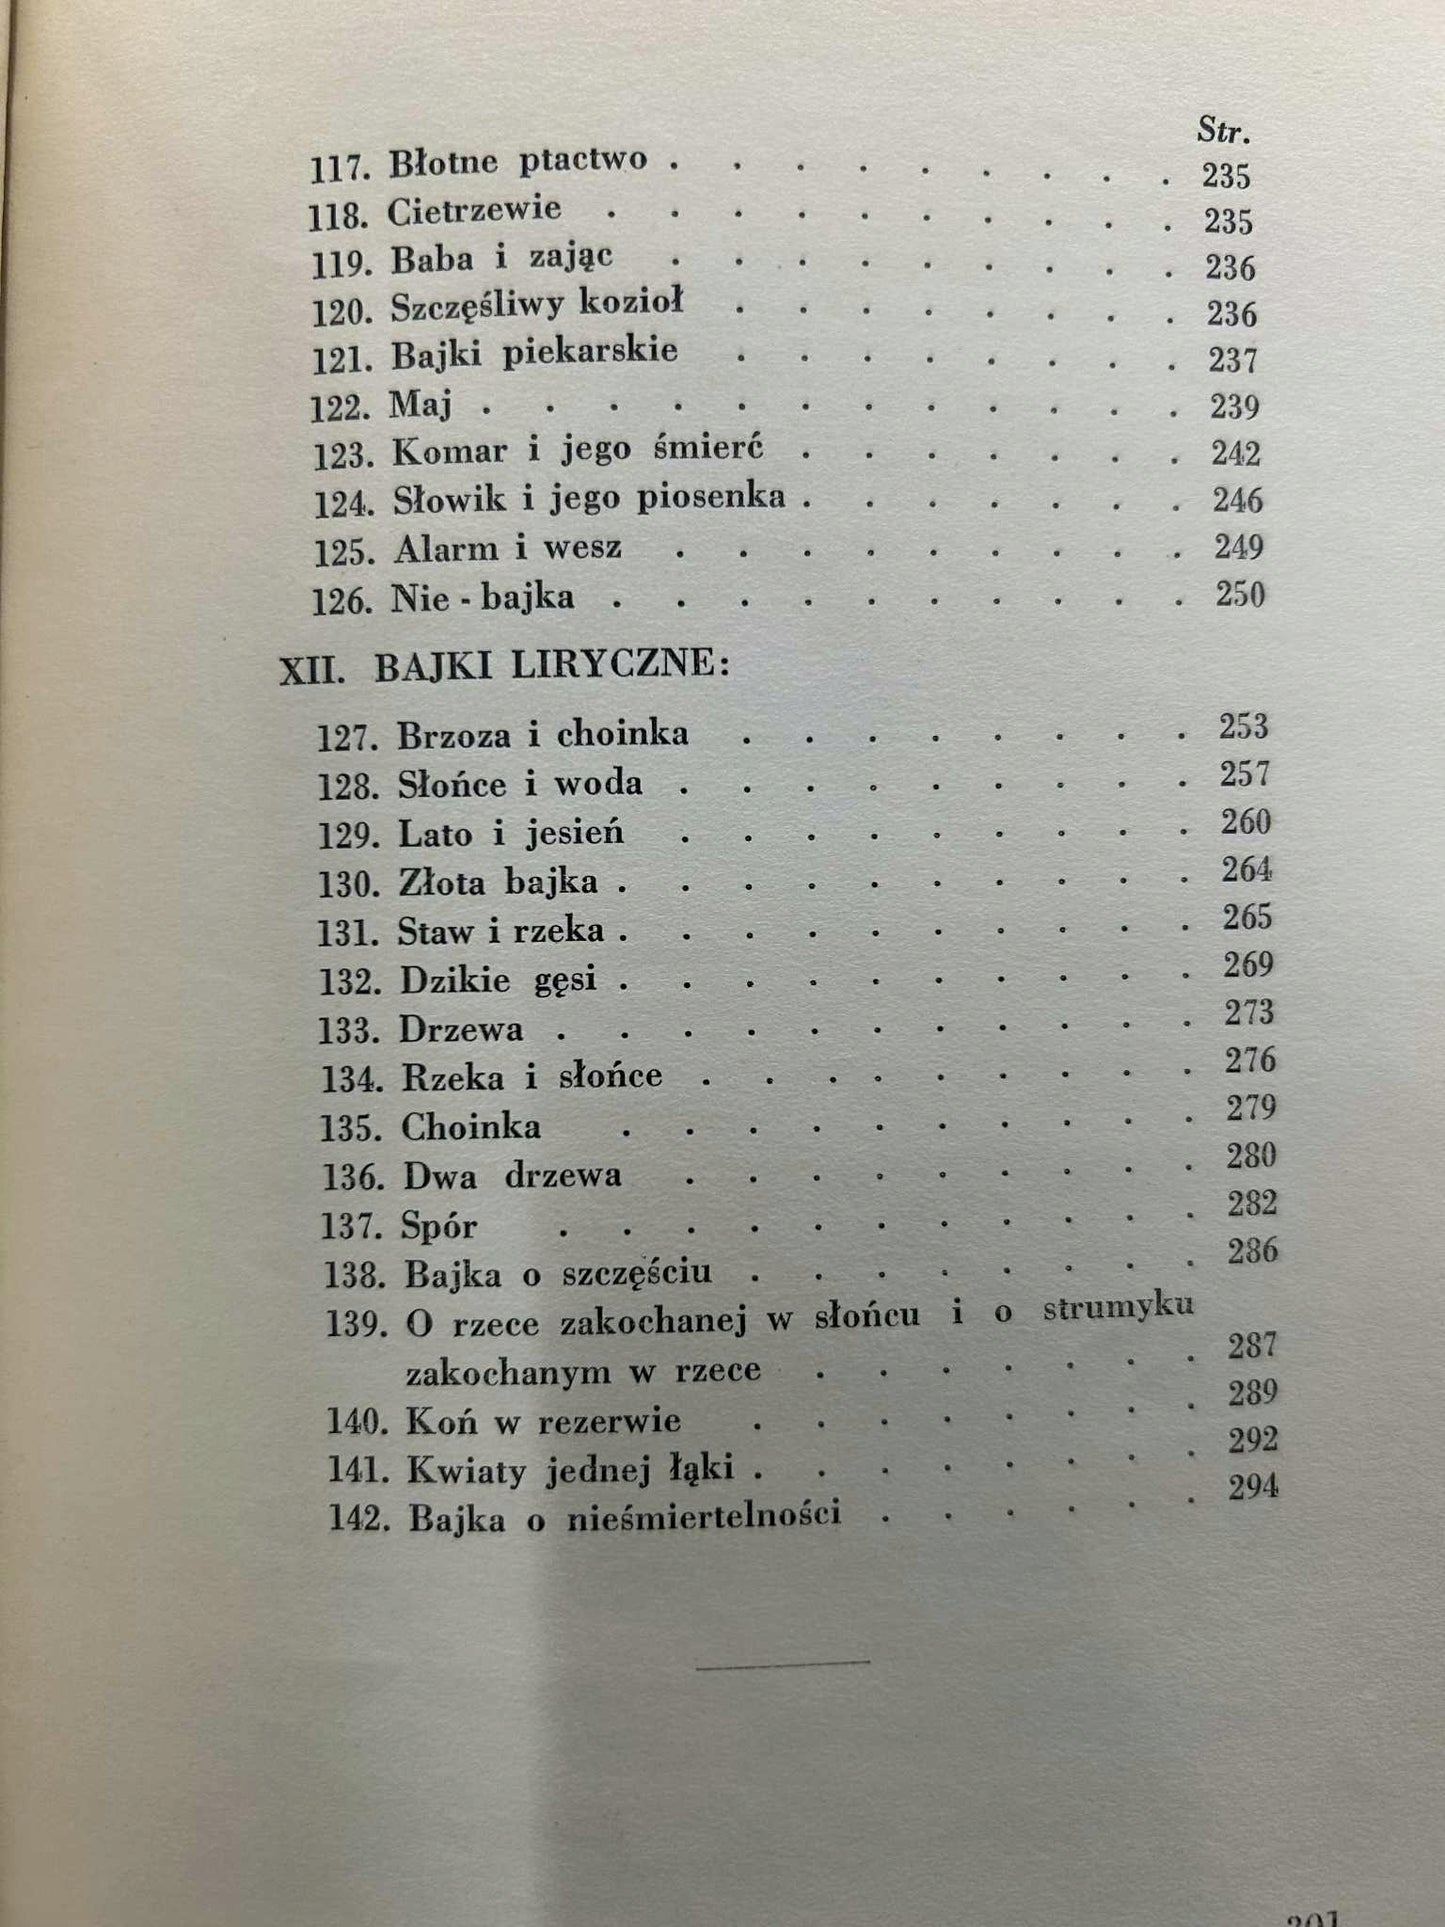 Str.
117. Błotne ptactwo . . . . . . . . . 235
118. Cietrzewie . . . . . . . . . . 235
119. Baba i zając . . . . . . . . . 236
120. Szczęśliwy kozioł . . . . . . . . 236
121. Bajki piekarskie . . . . . . . . 237
122. Maj . . . . . . . . . . . . 239
123. Komar i jego śmierć . . . . . . . 242
124. Słowik i jego piosenka . . . . . . . 246
125. Alarm i wesz . . . . . . . . . 249
126. Nie - bajka . . . . . . . . . . 250
XII. BAJKI LIRYCZNE:
127. Brzoza i choinka . . . . . . . . 253
128. Słońce i woda . . . . . . . . . 257
129. Lato i jesień . . . . . . . . . 260
130. Złota bajka . . . . . . . . . . 264
131. Staw i rzeka . . . . . . . . . . 265
132. Dzikie gęsi . . . . . . . . . . 269
133. Drzewa . . . . . . . . . . . 273
134. Rzeka i słońce . . . . . . . . . 276
135. Choinka . . . . . . . . . . 279
136. Dwa drzewa . . . . . . . . . 280
137. Spór . . . . . . . . . . . 282
138. Bajka o szczęściu . . . . . . . . 286
139. O rzece zakochanej w słońcu i o strumyku
zakochanym w rzece . . . . . . . 287
140. Koń w rezerwie . . . . . . . . 289
141. Kwiaty jednej łąki . . . . . . . . 292
142. Bajka o nieśmiertelności . . . . . . 294